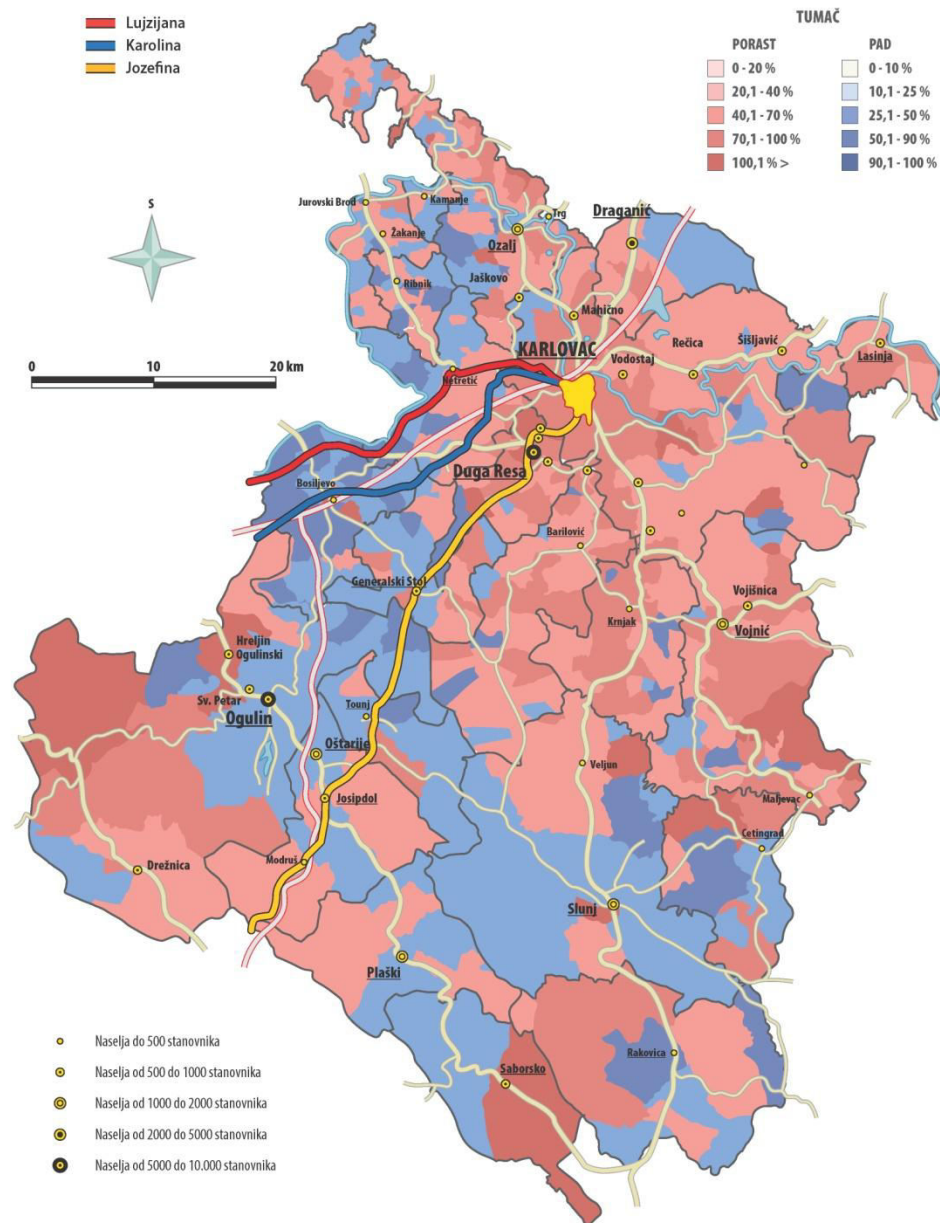 Lujzijana
Karolina
Jozefina
TUMAČ
PORAST
0 - 20 %
20,1 - 40 %
40,1 - 70 %
70,1 - 100 %
100,1 % >
PAD
0 - 10 %
10,1 - 25 %
25,1 - 50 %
50,1 - 90 %
90,1 - 100 %
S
0
10
20 km
Jurovski Brod
Kamanje
Žakanje
Ribnik
Ozalj
Trg
Draganić
Jaškovo
Mahično
KARLOVAC
Vodostaj
Rečica
Šišljavić
Lasinja
Netretić
Duga Resa
Bosiljevo
Barilović
Generalski Stol
Krnjak
Vojišnica
Vojnić
Hreljin
Ogulinski
Sv. Petar
Ogulin
Tounj
Oštarije
Josipdol
Veljun
Maljevac
Cetingrad
Modruš
Drežnica
Slunj
Plaški
Rakovica
Saborsko
Naselja do 500 stanovnika
Naselja od 500 do 1000 stanovnika
Naselja od 1000 do 2000 stanovnika
Naselja od 2000 do 5000 stanovnika
Naselja od 5000 do 10.000 stanovnika